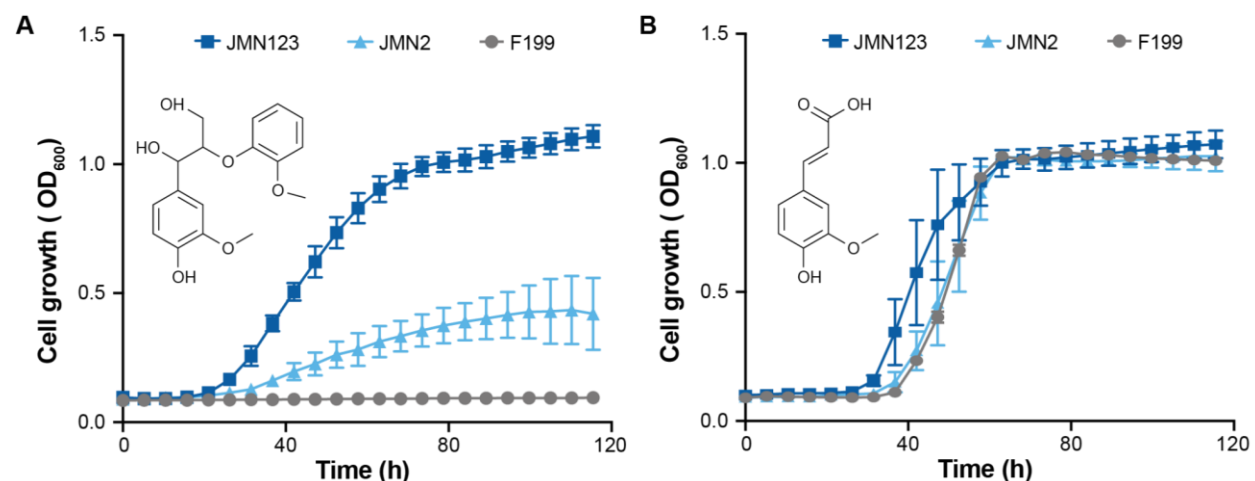 A
JMN123 JMN2 F199
1.5
1.0
0.5
0.0
Cell growth ( OD600)
OH
HO
O
O
O
OH
0 40 80 120
Time (h)
B
JMN123 JMN2 F199
1.5
1.0
0.5
0.0
Cell growth ( OD600)
O OH
O
OH
0 40 80 120
Time (h)